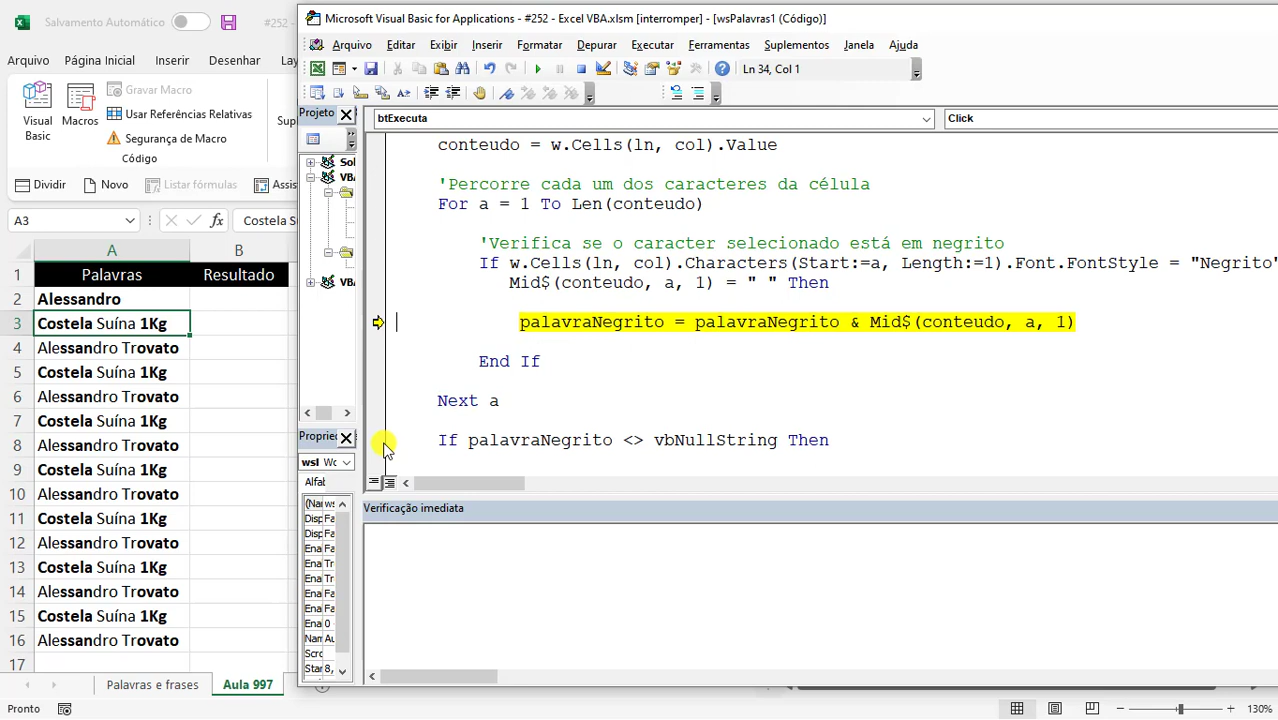 Salvamento Automático
#252 -
Microsoft Visual Basic for Applications - #252 - Excel VBA.xlsm [interromper] - [wsPalavras1 (Código)]
Arquivo
Página Inicial
Inserir
Desenhar
Arquivo Editar Exibir Inserir Formatar Depurar Executar Ferramentas Suplementos Janela Ajuda
Ln 34, Col 1
Visual Basic
Macros
Gravar Macro
Usar Referências Relativas
Segurança de Macro
Código
Dividir
Novo
Listar fórmulas
A3
fx
Projeto
btExecuta
Click
A B
1 Palavras Resultado
2 Alessandro
3 Costela Suína 1Kg
4 Alessandro Trovato
5 Costela Suína 1Kg
6 Alessandro Trovato
7 Costela Suína 1Kg
8 Alessandro Trovato
9 Costela Suína 1Kg
10 Alessandro Trovato
11 Costela Suína 1Kg
12 Alessandro Trovato
13 Costela Suína 1Kg
14 Alessandro Trovato
15 Costela Suína 1Kg
16 Alessandro Trovato
17
Palavras e frases
Aula 997
Pronto
conteudo = w.Cells(ln, col).Value
'Percorre cada um dos caracteres da célula
For a = 1 To Len(conteudo)
'Verifica se o caracter selecionado está em negrito
If w.Cells(ln, col).Characters(Start:=a, Length:=1).Font.FontStyle = "Negrito"
Mid$(conteudo, a, 1) = " " Then
palavraNegrito = palavraNegrito & Mid$(conteudo, a, 1)
End If
Next a
If palavraNegrito <> vbNullString Then
Verificação imediata
130%